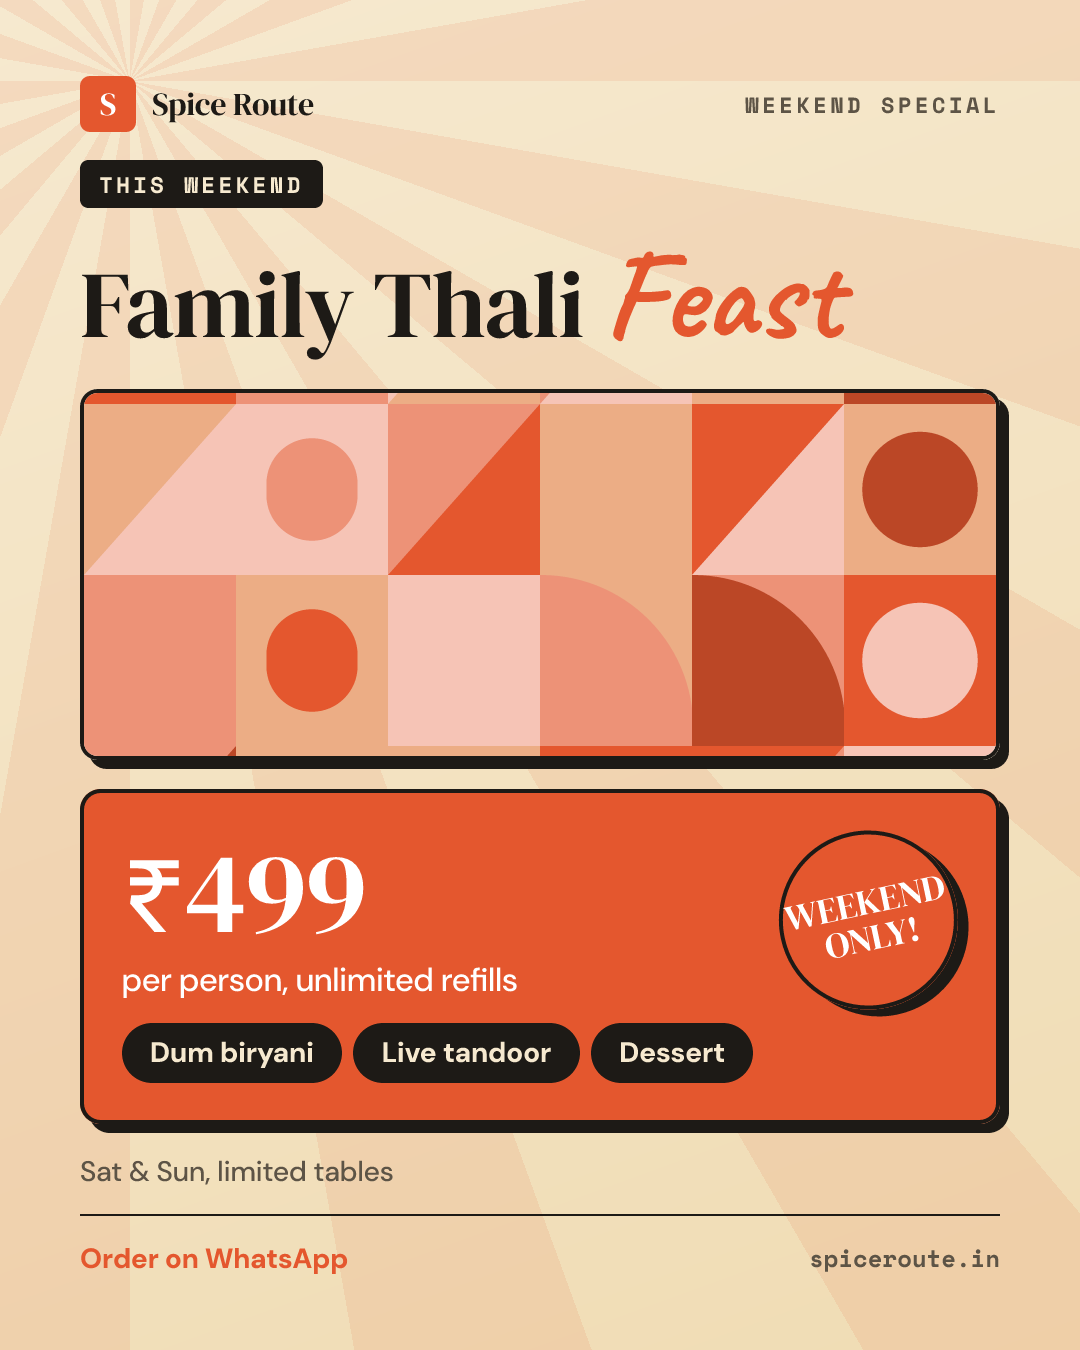 S
Spice Route
WEEKEND SPECIAL
THIS WEEKEND
Family Thali Feast
₹499
per person, unlimited refills
WEEKEND
ONLY!
Dum biryani
Live tandoor
Dessert
Sat & Sun, limited tables
Order on WhatsApp
spiceroute.in